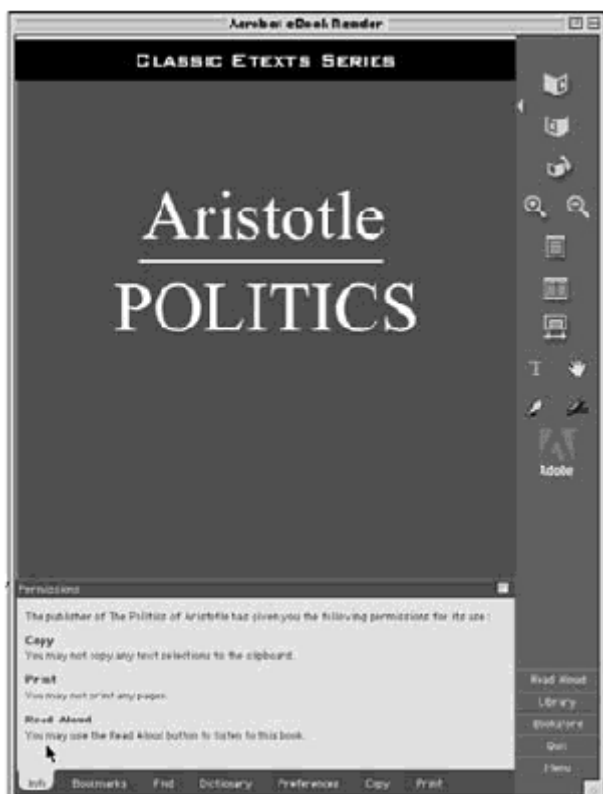 Acrobat eBook Reader
CLASSIC ETEXTS SERIES
Aristotle
POLITICS
Adobe
Permissions
The publisher of The Politics of Aristotle has given you the following permissions for its use:
Copy
You may not copy any text selections to the clipboard.
Print
You may not print any pages.
Read Aloud
You may use the Read Aloud button to listen to this book.
Read Aloud
Library
Bookstore
Quit
Menu
Info Bookmarks Find Dictionary Preferences Copy Print